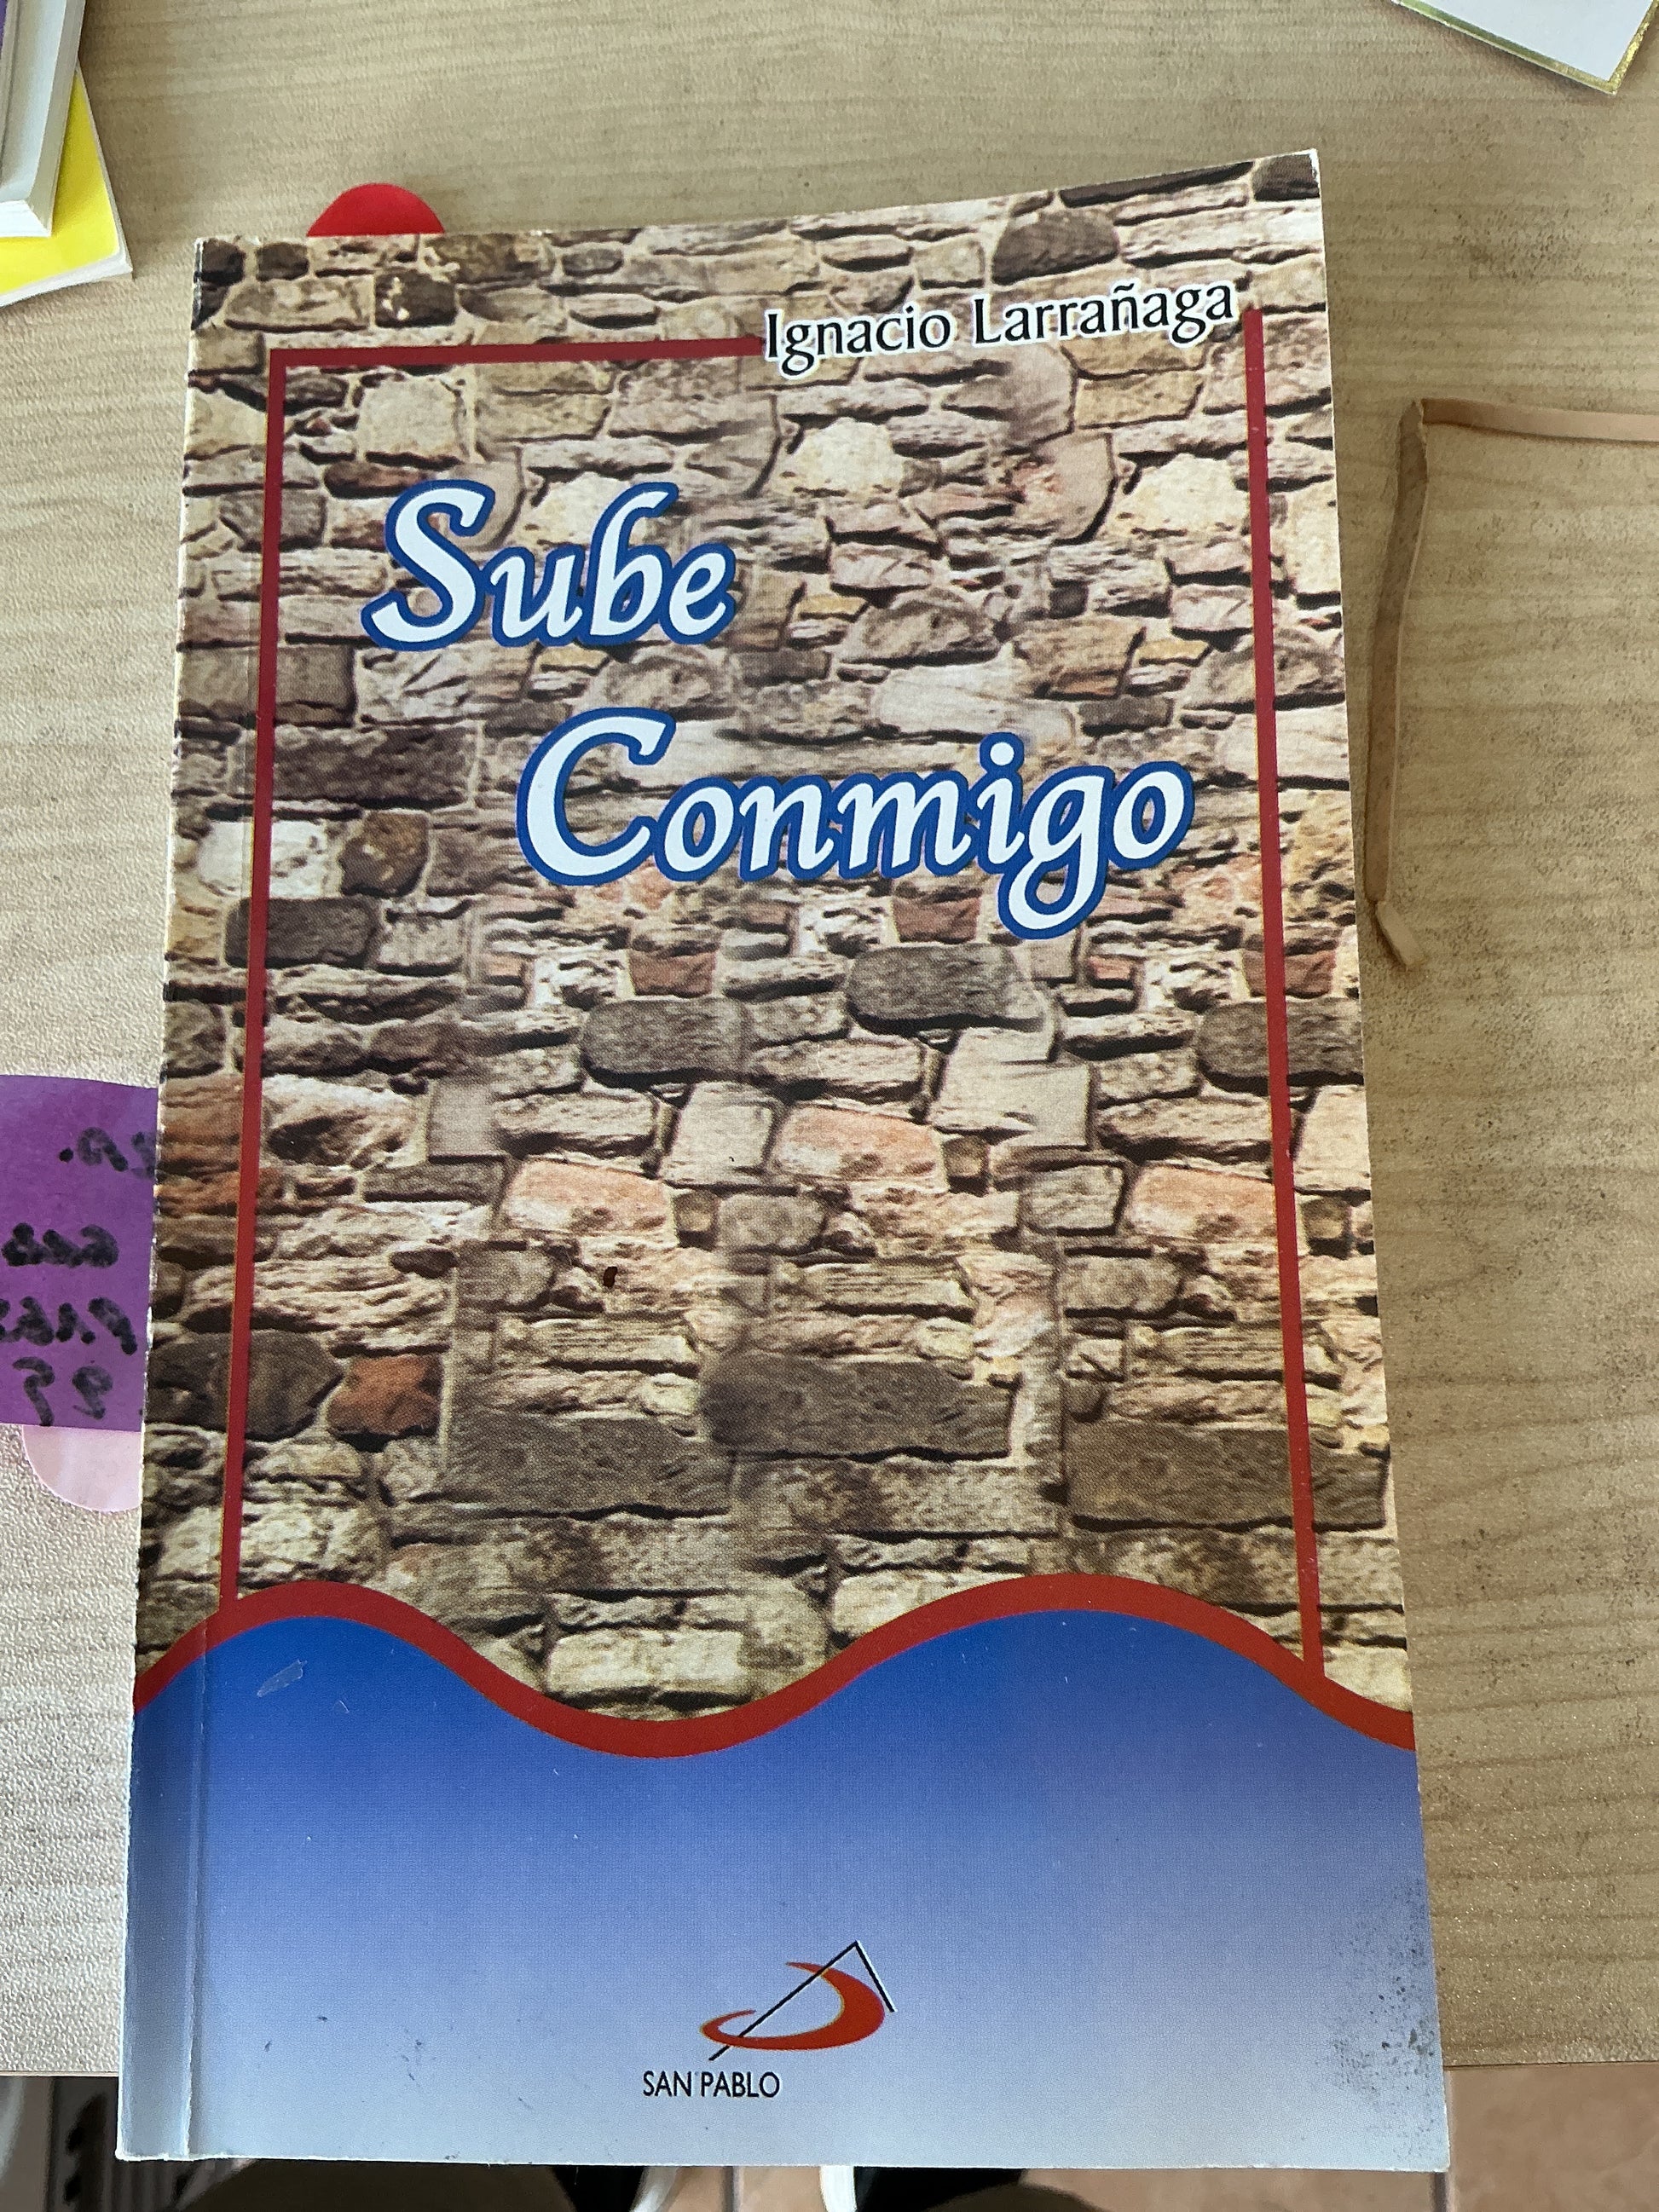 Ignacio Larrañaga
Sube
Conmigo
SAN PABLO